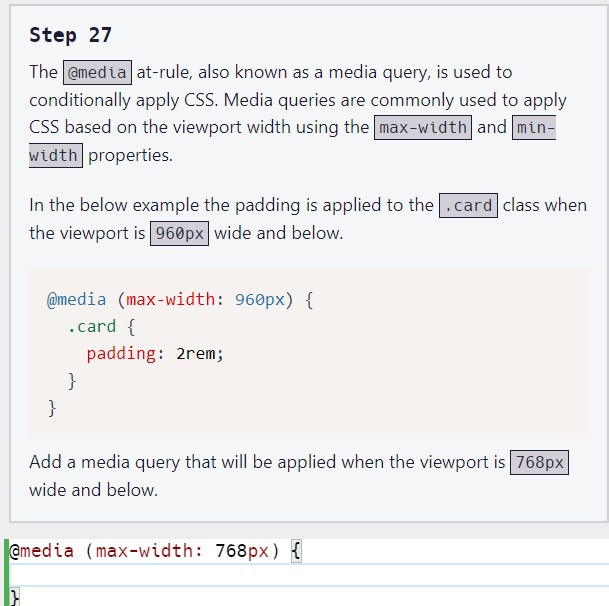 Step 27
The @media at-rule, also known as a media query, is used to
conditionally apply CSS. Media queries are commonly used to apply
CSS based on the viewport width using the max-width and min-
width properties.
In the below example the padding is applied to the .card class when
the viewport is 960px wide and below.
@media (max-width: 960px) {
  .card {
    padding: 2rem;
  }
}
Add a media query that will be applied when the viewport is 768px
wide and below.
@media (max-width: 768px) {
}